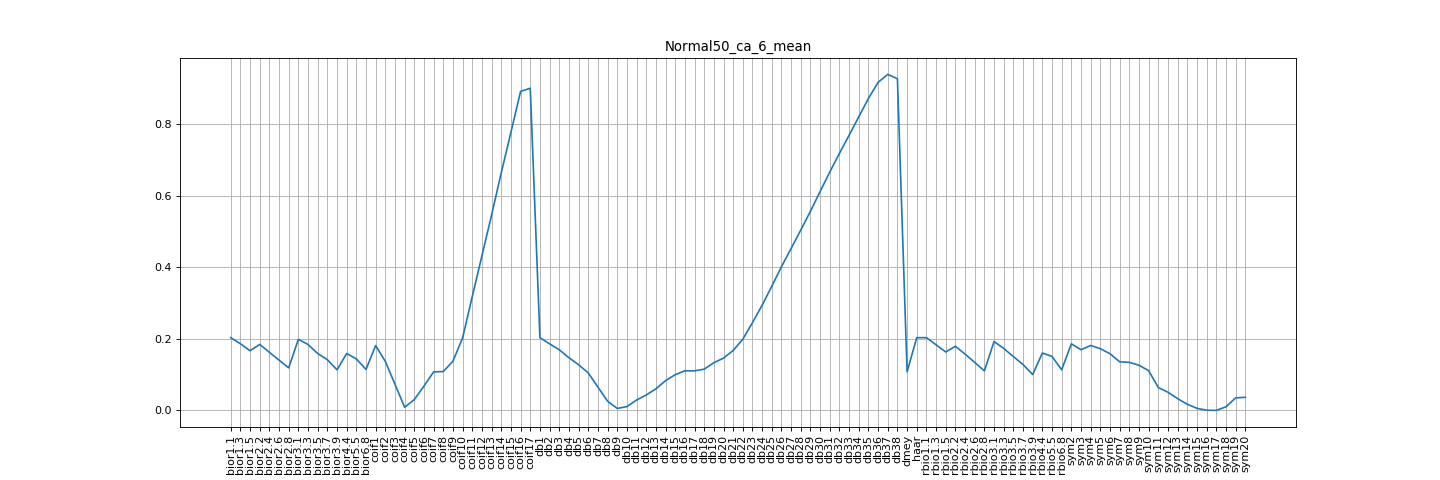 Normal50_ca_6_mean
0.8
0.6
0.4
0.2
0.0
bior1.1
bior1.3
bior1.5
bior2.2
bior2.4
bior2.6
bior2.8
bior3.1
bior3.3
bior3.5
bior3.7
bior3.9
bior4.4
bior5.5
bior6.8
coif1
coif2
coif3
coif4
coif5
coif6
coif7
coif8
coif9
coif10
coif11
coif12
coif13
coif14
coif15
coif16
coif17
db1
db2
db3
db4
db5
db6
db7
db8
db9
db10
db11
db12
db13
db14
db15
db16
db17
db18
db19
db20
db21
db22
db23
db24
db25
db26
db27
db28
db29
db30
db31
db32
db33
db34
db35
db36
db37
db38
dmey
haar
rbio1.1
rbio1.3
rbio1.5
rbio2.2
rbio2.4
rbio2.6
rbio2.8
rbio3.1
rbio3.3
rbio3.5
rbio3.7
rbio3.9
rbio4.4
rbio5.5
rbio6.8
sym2
sym3
sym4
sym5
sym6
sym7
sym8
sym9
sym10
sym11
sym12
sym13
sym14
sym15
sym16
sym17
sym18
sym19
sym20